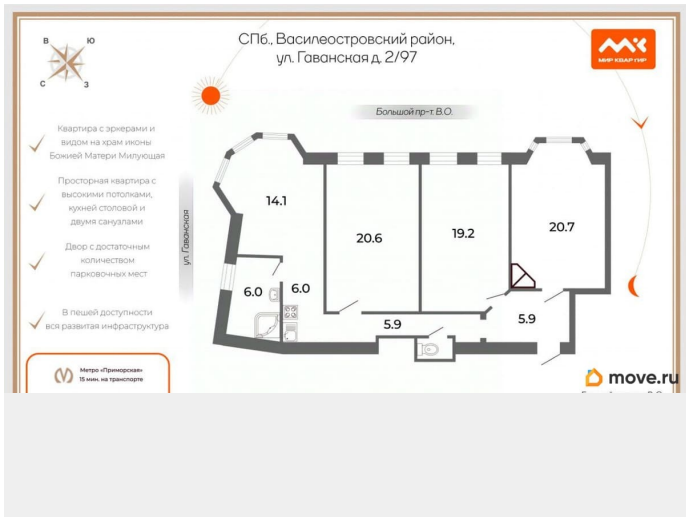 СПб., Василеостровский район,
ул. Гаванская д. 2/97
В Ю
С З
МИР КВАРТИР
Большой пр-т. В.О.
ул. Гаванская
Квартира с эркерами и
видом на храм иконы
Божией Матери Милующая
Просторная квартира с
высокими потолками,
кухней столовой и
двумя санузлами
Двор с достаточным
количеством
парковочных мест
В пешей доступности
вся развитая инфраструктура
Метро «Приморская»
15 мин. на транспорте
14.1
20.6
19.2
20.7
6.0
6.0
5.9
5.9
move.ru